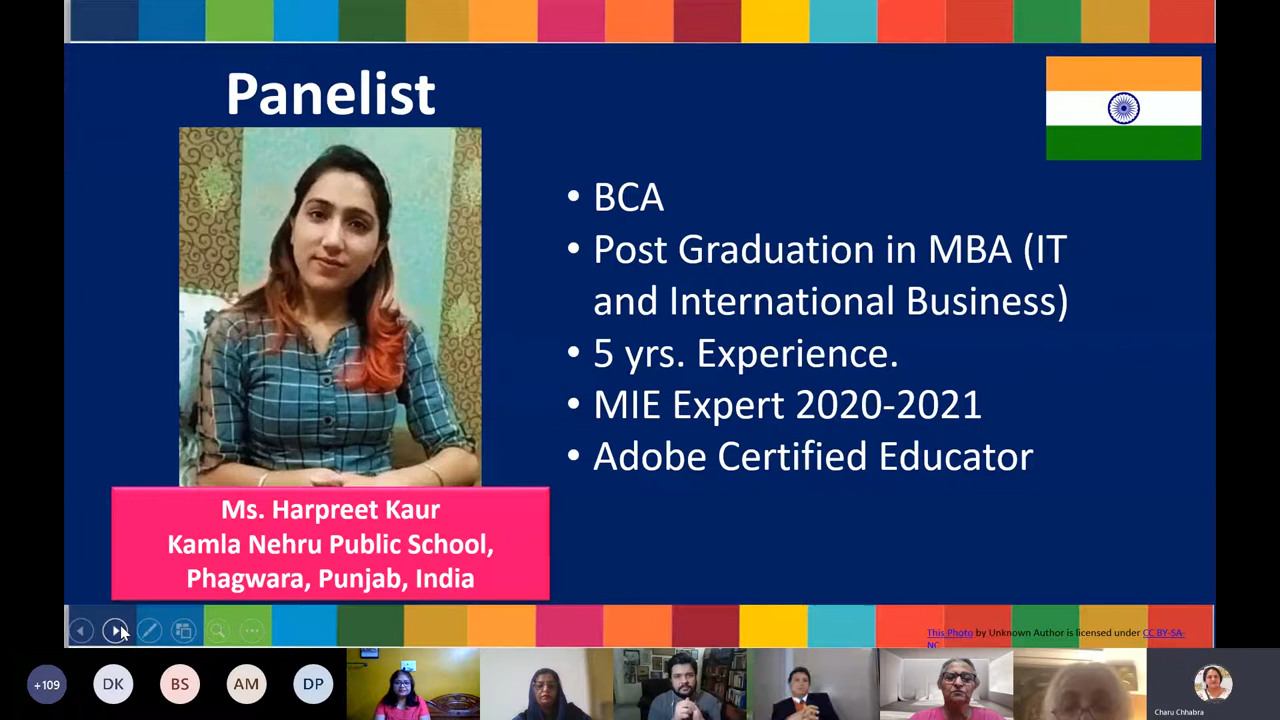 Panelist
• BCA
• Post Graduation in MBA (IT
and International Business)
• 5 yrs. Experience.
• MIE Expert 2020-2021
• Adobe Certified Educator
Ms. Harpreet Kaur
Kamla Nehru Public School,
Phagwara, Punjab, India
This Photo by Unknown Author is licensed under CC BY-SA-
NC
+109
DK
BS
AM
DP
Charu Chhabra